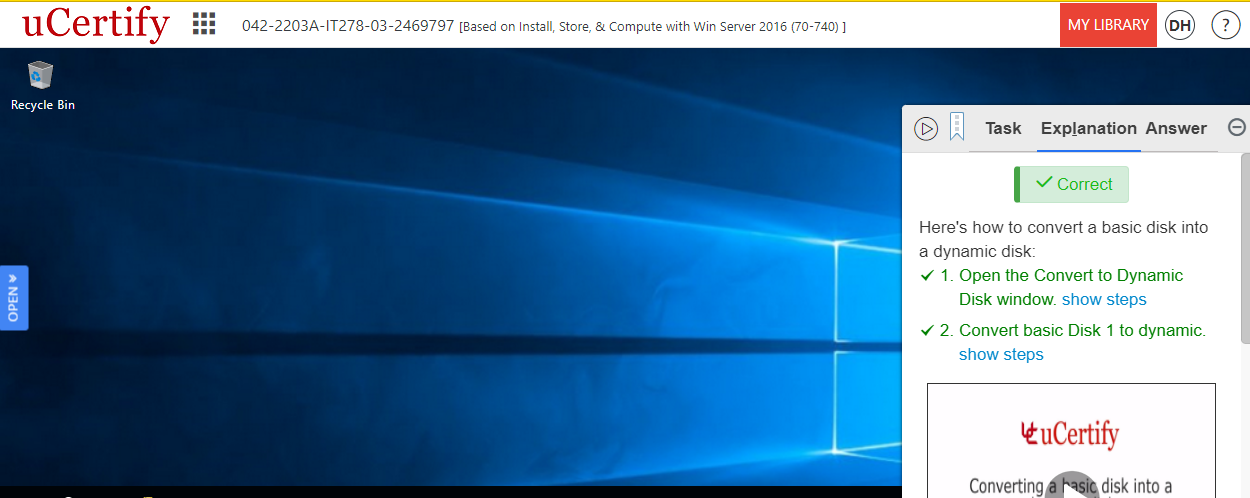 uCertify 042-2203A-IT278-03-2469797 [Based on Install, Store, & Compute with Win Server 2016 (70-740) ] MY LIBRARY DH ?
Recycle Bin
OPEN
Task Explanation Answer
Correct
Here's how to convert a basic disk into
a dynamic disk:
1. Open the Convert to Dynamic
Disk window. show steps
2. Convert basic Disk 1 to dynamic.
show steps
uCertify
Converting a basic disk into a